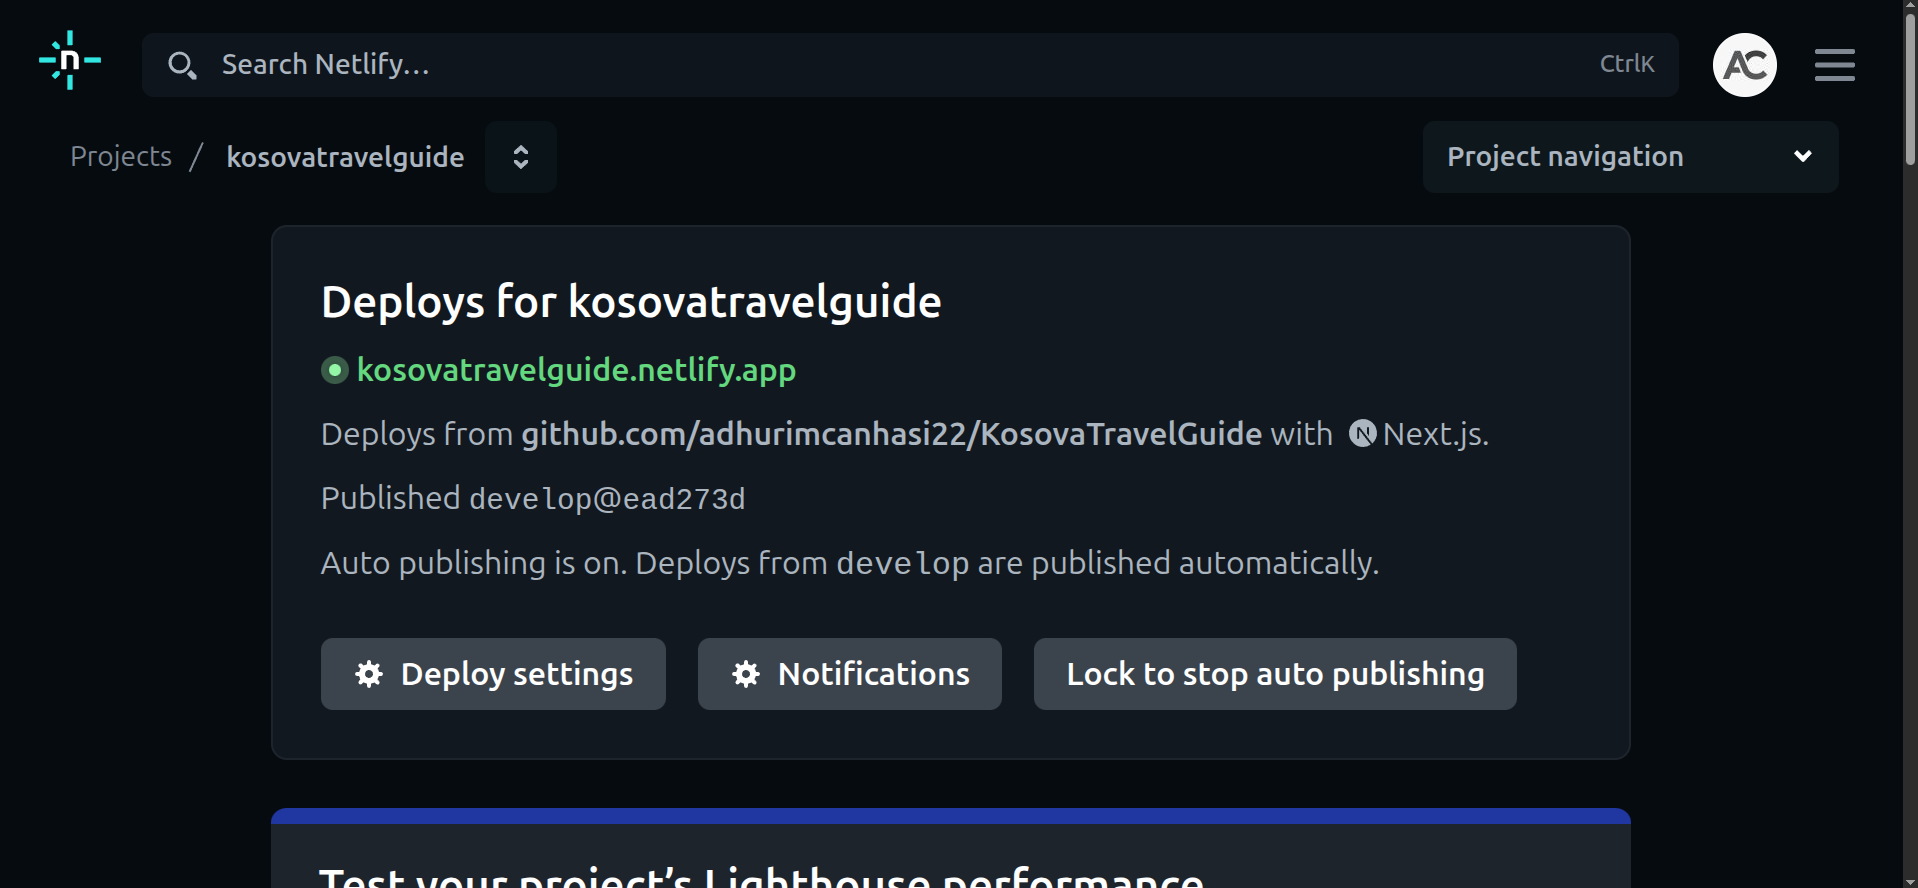 n
Search Netlify...
CtrlK
AC
Projects / kosovatravelguide
Project navigation
Deploys for kosovatravelguide
kosovatravelguide.netlify.app
Deploys from github.com/adhurimcanhasi22/KosovaTravelGuide with N Next.js.
Published develop@ead273d
Auto publishing is on. Deploys from develop are published automatically.
Deploy settings
Notifications
Lock to stop auto publishing
Test your project's Lighthouse performance